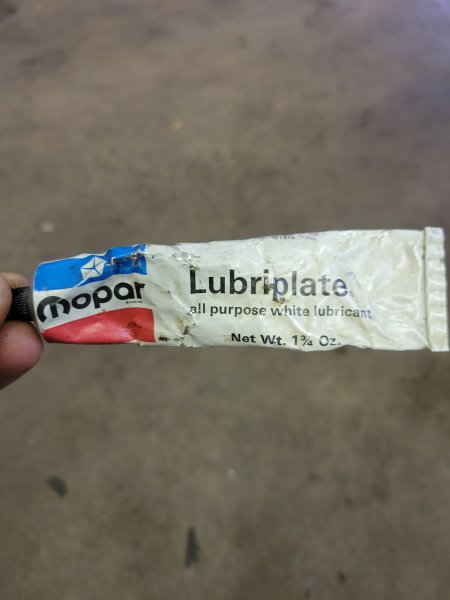 mopar
Lubriplate
all purpose white lubricant
Net Wt. 1¾ Oz.